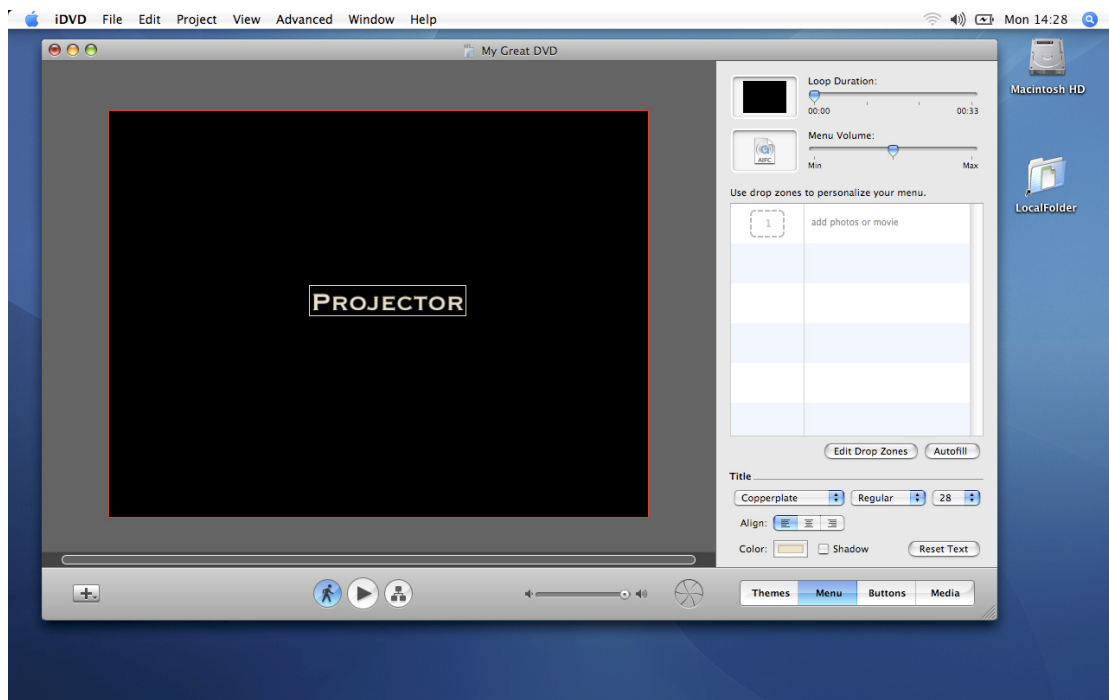 iDVD File Edit Project View Advanced Window Help Mon 14:28
My Great DVD
Macintosh HD
LocalFolder
PROJECTOR
Loop Duration:
00:00 00:33
Menu Volume:
AIFC
Min Max
Use drop zones to personalize your menu.
1 add photos or movie
Edit Drop Zones Autofill
Title
Copperplate Regular 28
Align:
Color: Shadow Reset Text
Themes Menu Buttons Media